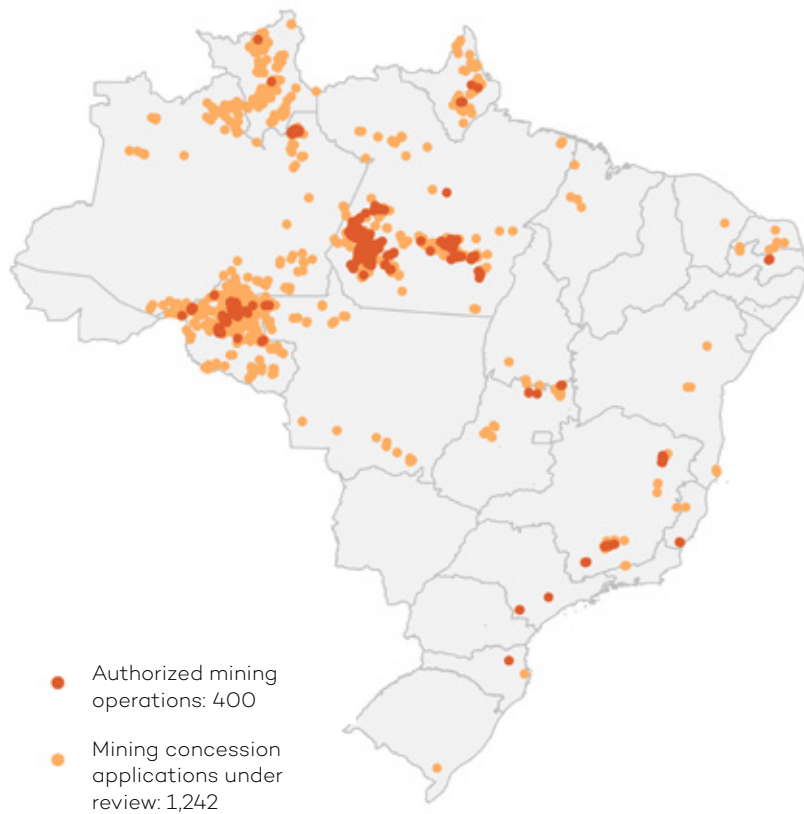 Authorized mining
operations: 400
Mining concession
applications under
review: 1,242